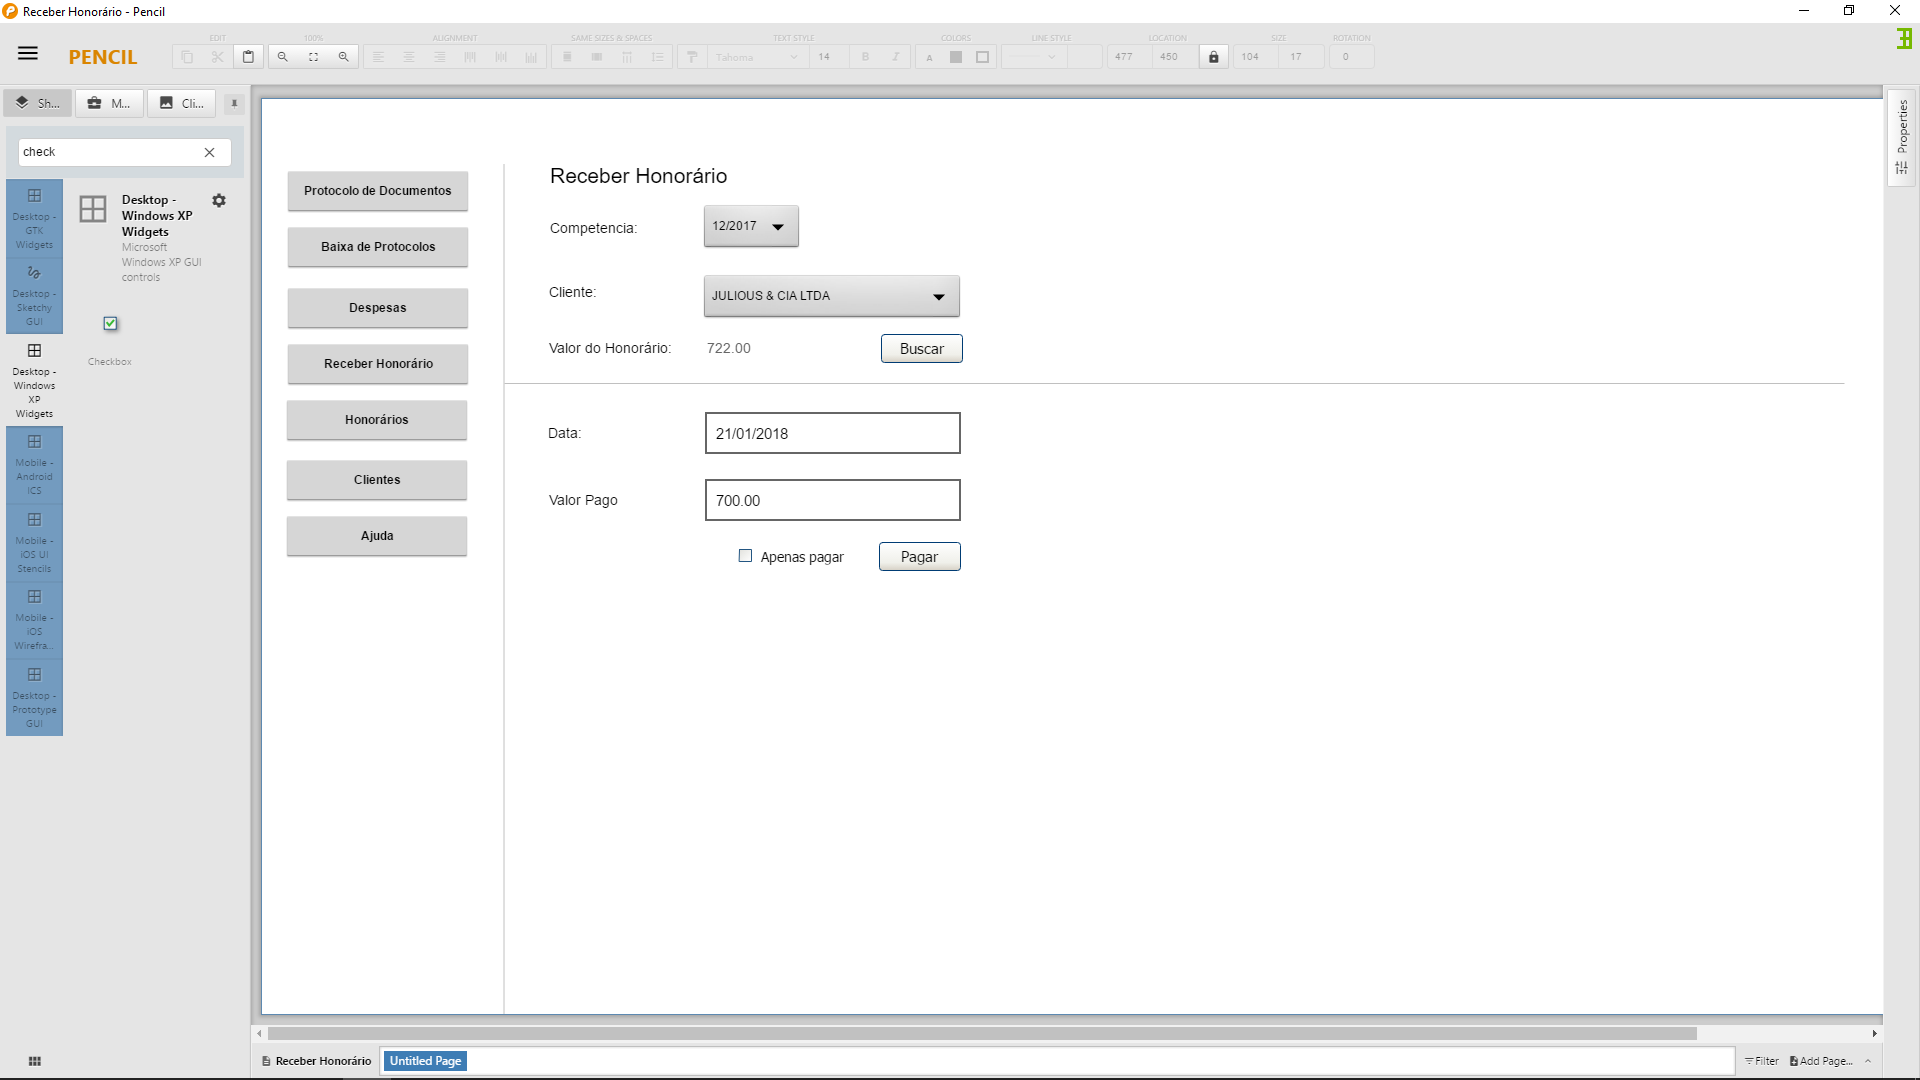 Receber Honorário - Pencil
EDIT
100%
ALIGNMENT
SAME SIZES & SPACES
TEXT STYLE
COLORS
LINE STYLE
LOCATION
SIZE
ROTATION
PENCIL
Tahoma
14
B
I
A
477
450
104
17
0
Sh...
M...
Cli...
Properties
check
Desktop -
GTK
Widgets
Desktop -
Sketchy
GUI
Desktop -
Windows
XP
Widgets
Mobile -
Android
ICS
Mobile -
iOS UI
Stencils
Mobile -
iOS
Wirefra...
Desktop -
Prototype
GUI
Desktop -
Windows XP
Widgets
Microsoft
Windows XP GUI
controls
Checkbox
Protocolo de Documentos
Baixa de Protocolos
Despesas
Receber Honorário
Honorários
Clientes
Ajuda
Receber Honorário
Competencia:
12/2017
Cliente:
JULIOUS & CIA LTDA
Valor do Honorário:
722.00
Buscar
Data:
21/01/2018
Valor Pago
700.00
Apenas pagar
Pagar
Receber Honorário
Untitled Page
Filter
Add Page...